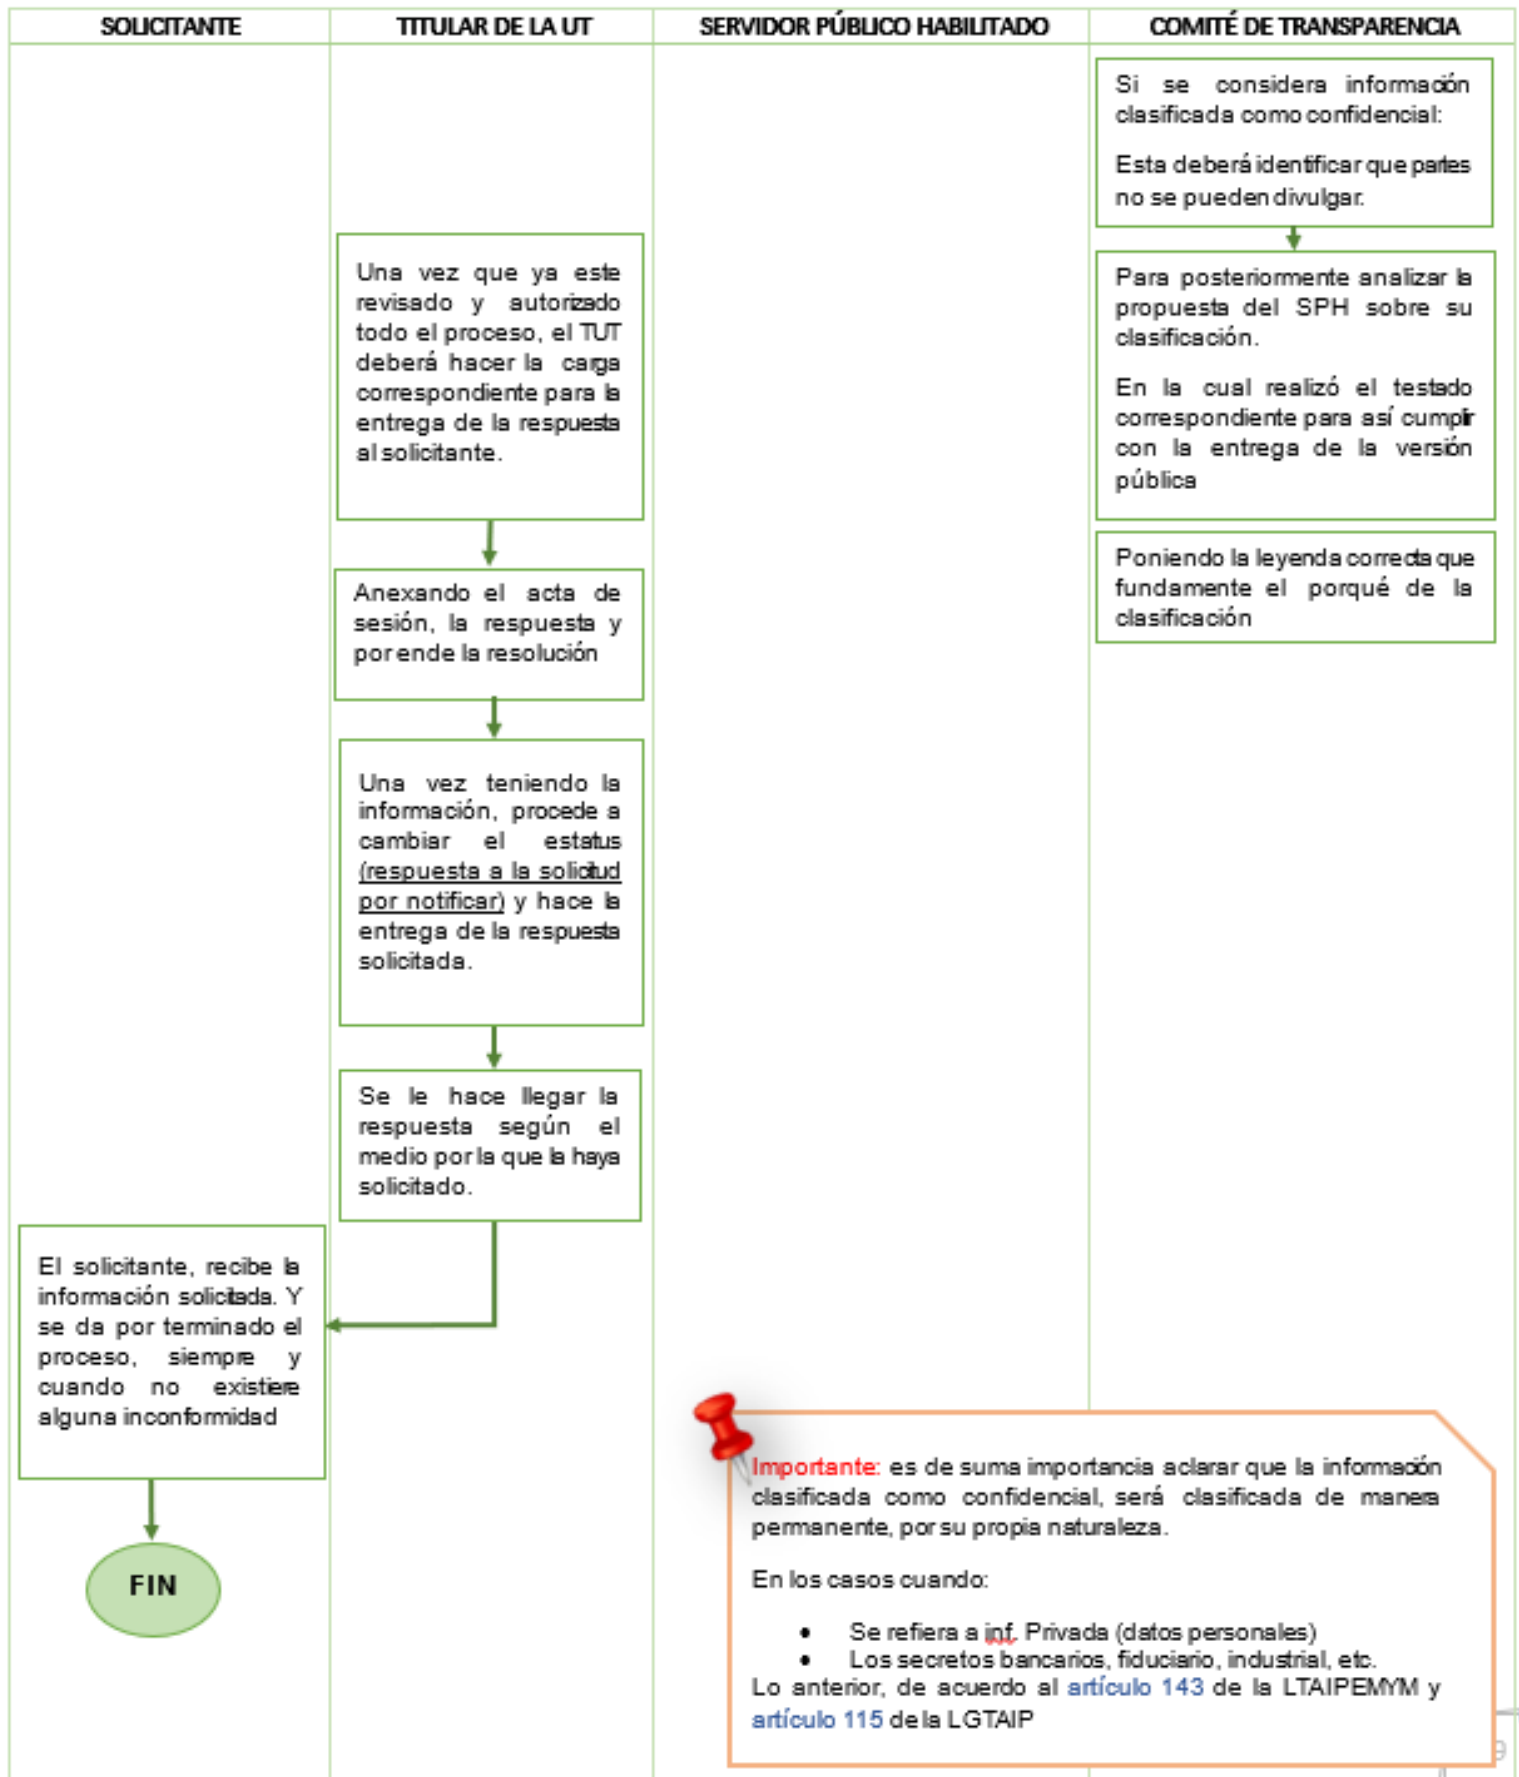 SOLICITANTE
TITULAR DE LA UT
SERVIDOR PÚBLICO HABILITADO
COMITÉ DE TRANSPARENCIA
Si se considera información
clasificada como confidencial:
Esta deberá identificar que partes
no se pueden divulgar.
Para posteriormente analizar la
propuesta del SPH sobre su
clasificación.
En la cual realizó el testado
correspondiente para así cumplir
con la entrega de la versión
pública
Poniendo la leyenda correcta que
fundamente el porqué de la
clasificación
Una vez que ya este
revisado y autorizado
todo el proceso, el TUT
deberá hacer la carga
correspondiente para la
entrega de la respuesta
al solicitante.
Anexando el acta de
sesión, la respuesta y
por ende la resolución
Una vez teniendo la
información, procede a
cambiar el estatus
(respuesta a la solicitud
por notificar) y hace la
entrega de la respuesta
solicitada.
Se le hace llegar la
respuesta según el
medio por la que la haya
solicitado.
El solicitante, recibe la
información solicitada. Y
se da por terminado el
proceso, siempre y
cuando no existiere
alguna inconformidad
FIN
Importante: es de suma importancia aclarar que la información
clasificada como confidencial, será clasificada de manera
permanente, por su propia naturaleza.
En los casos cuando:
• Se refiera a inf. Privada (datos personales)
• Los secretos bancarios, fiduciario, industrial, etc.
Lo anterior, de acuerdo al artículo 143 de la LTAIPEMYM y
artículo 115 de la LGTAIP